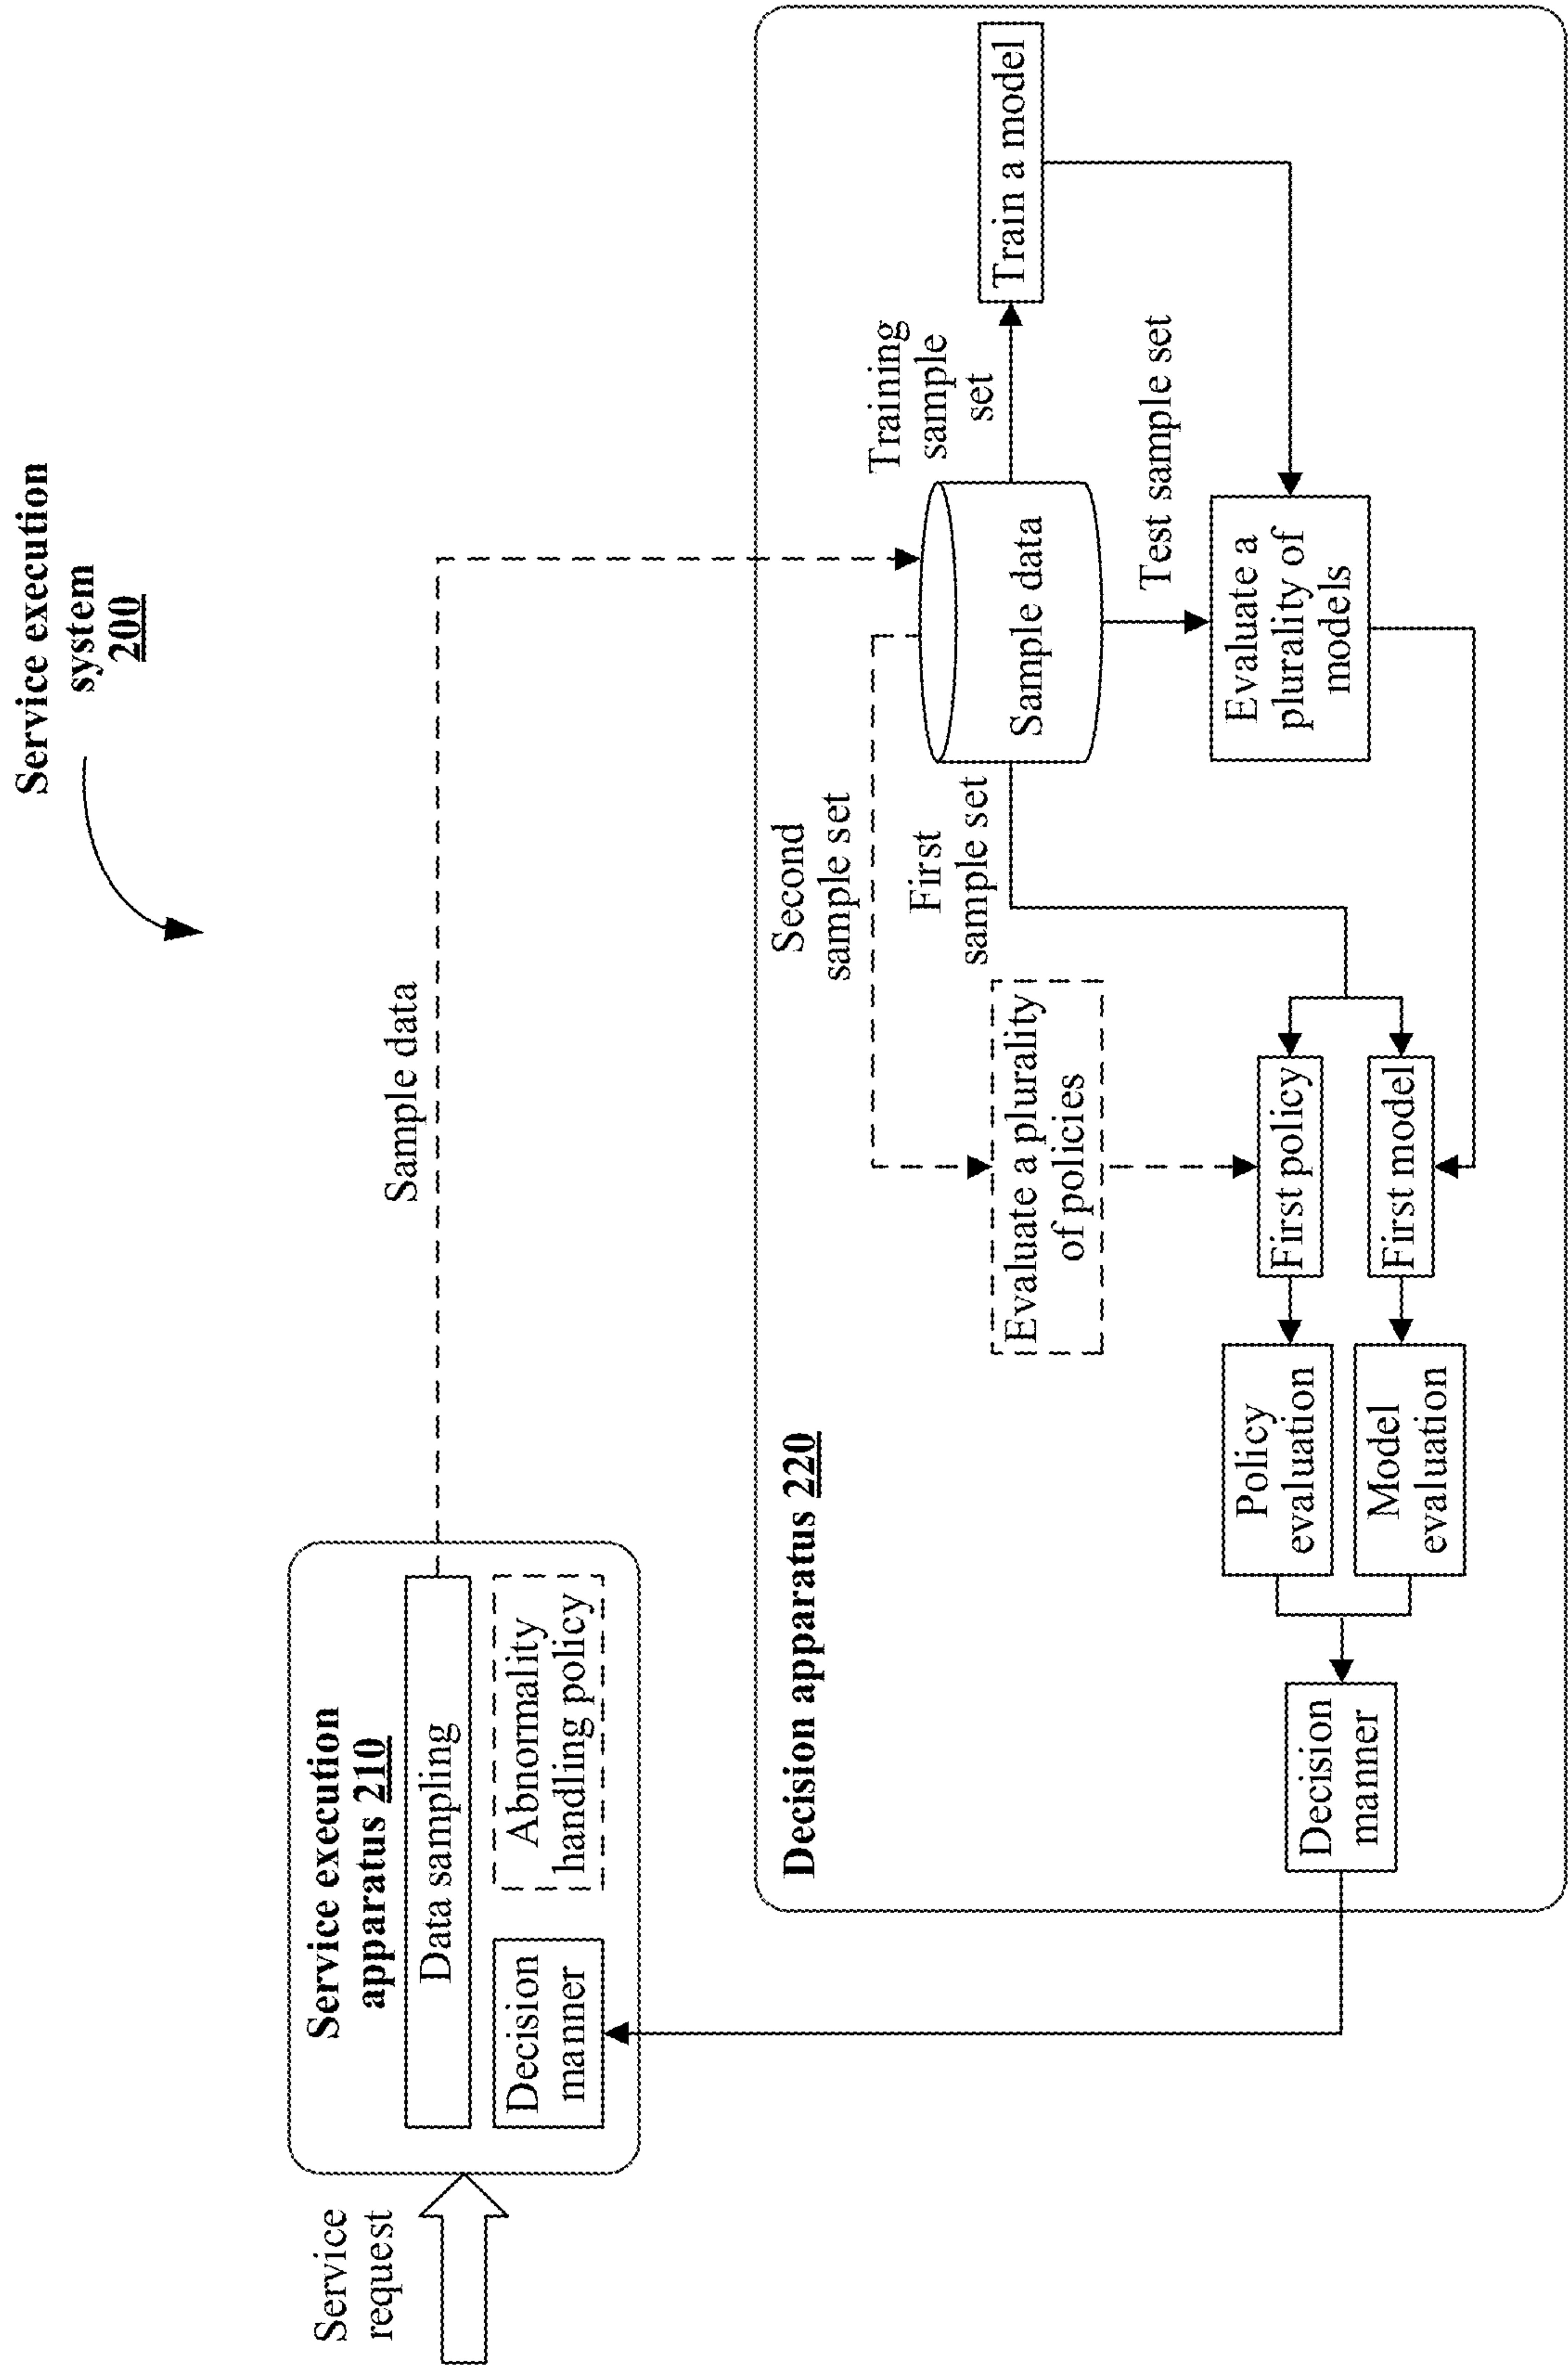 Service execution
system
200
Service
request
Service execution
apparatus 210
Data sampling
Decision
manner
Abnormality
handling policy
Sample data
Decision apparatus 220
Second
sample set
First
sample set
Training
sample
set
Train a model
Sample data
Test sample set
Evaluate a
plurality of
models
Evaluate a plurality
of policies
First policy
First model
Policy
evaluation
Model
evaluation
Decision
manner